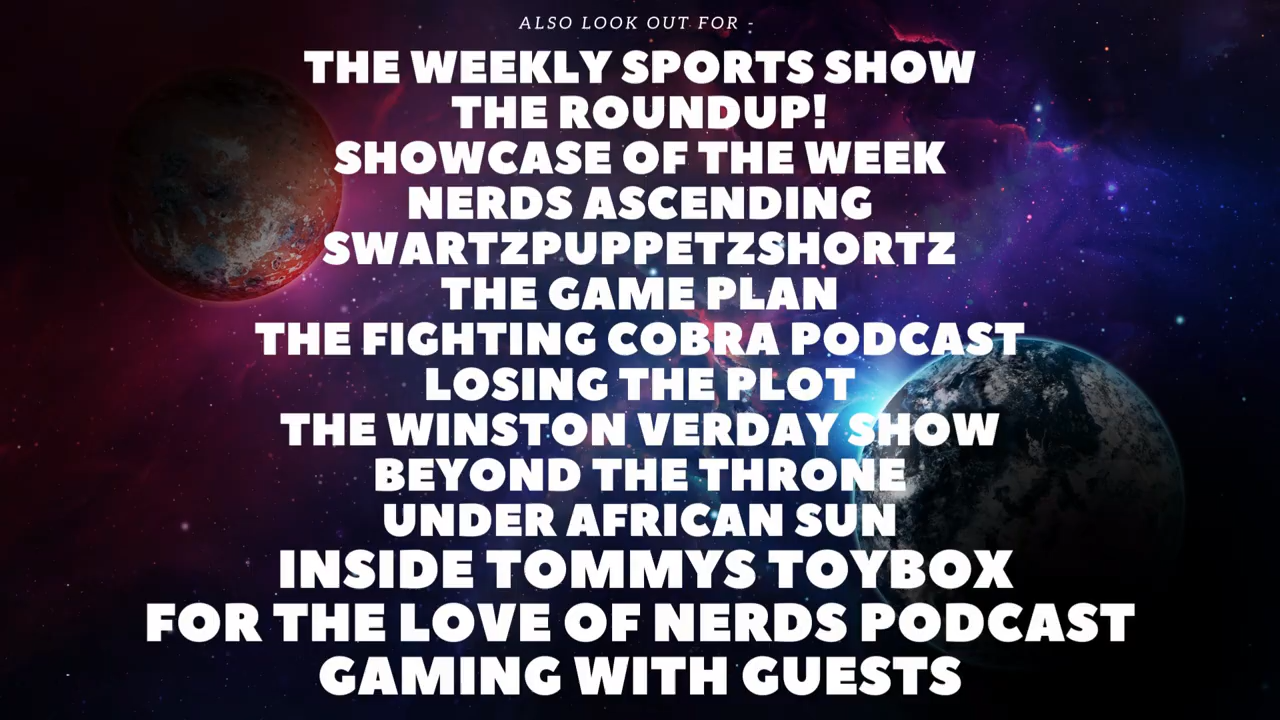 ALSO LOOK OUT FOR -
THE WEEKLY SPORTS SHOW
THE ROUNDUP!
SHOWCASE OF THE WEEK
NERDS ASCENDING
SWARTZPUPPETZSHORTZ
THE GAME PLAN
THE FIGHTING COBRA PODCAST
LOSING THE PLOT
THE WINSTON VERDAY SHOW
BEYOND THE THRONE
UNDER AFRICAN SUN
INSIDE TOMMYS TOYBOX
FOR THE LOVE OF NERDS PODCAST
GAMING WITH GUESTS